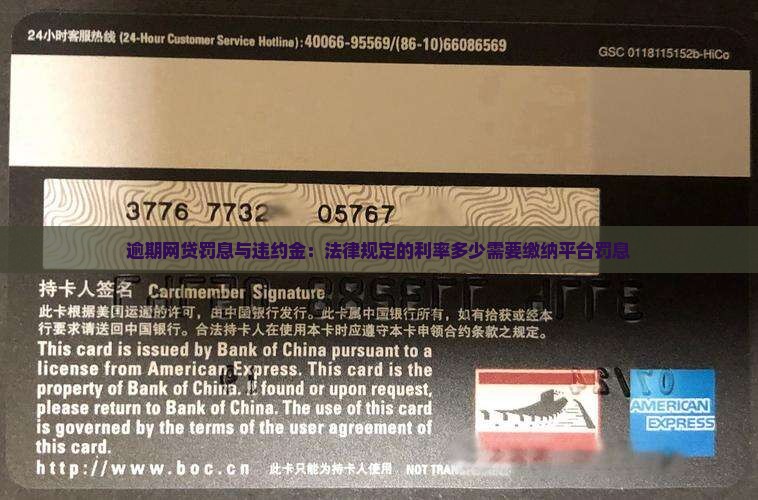 24小时客服热线 (24-Hour Customer Service Hotline):40066-95569/(86-10)66086569
GSC 0118115152b-HiCo
3776 7732 05767
逾期网贷罚息与违约金：法律规定的利率多少需要缴纳平台罚息
持卡人签名 Cardmember Signature
此卡根据美国运通的许可，由中国银行发行。此卡属中国银行所有，如有拾获或经本
行要求请送回中国银行。合法持卡人在使用本卡时应遵守本卡申领合约条款之规定。
This card is issued by Bank of China pursuant to a
license from American Express. This card is the
property of Bank of China. If found or upon request,
please return to Bank of China. The use of this card
is governed by the terms of the user agreement of
this card.
AMERICAN
EXPRESS
http://www.boc.cn 此卡只能为持卡人使用 NOT